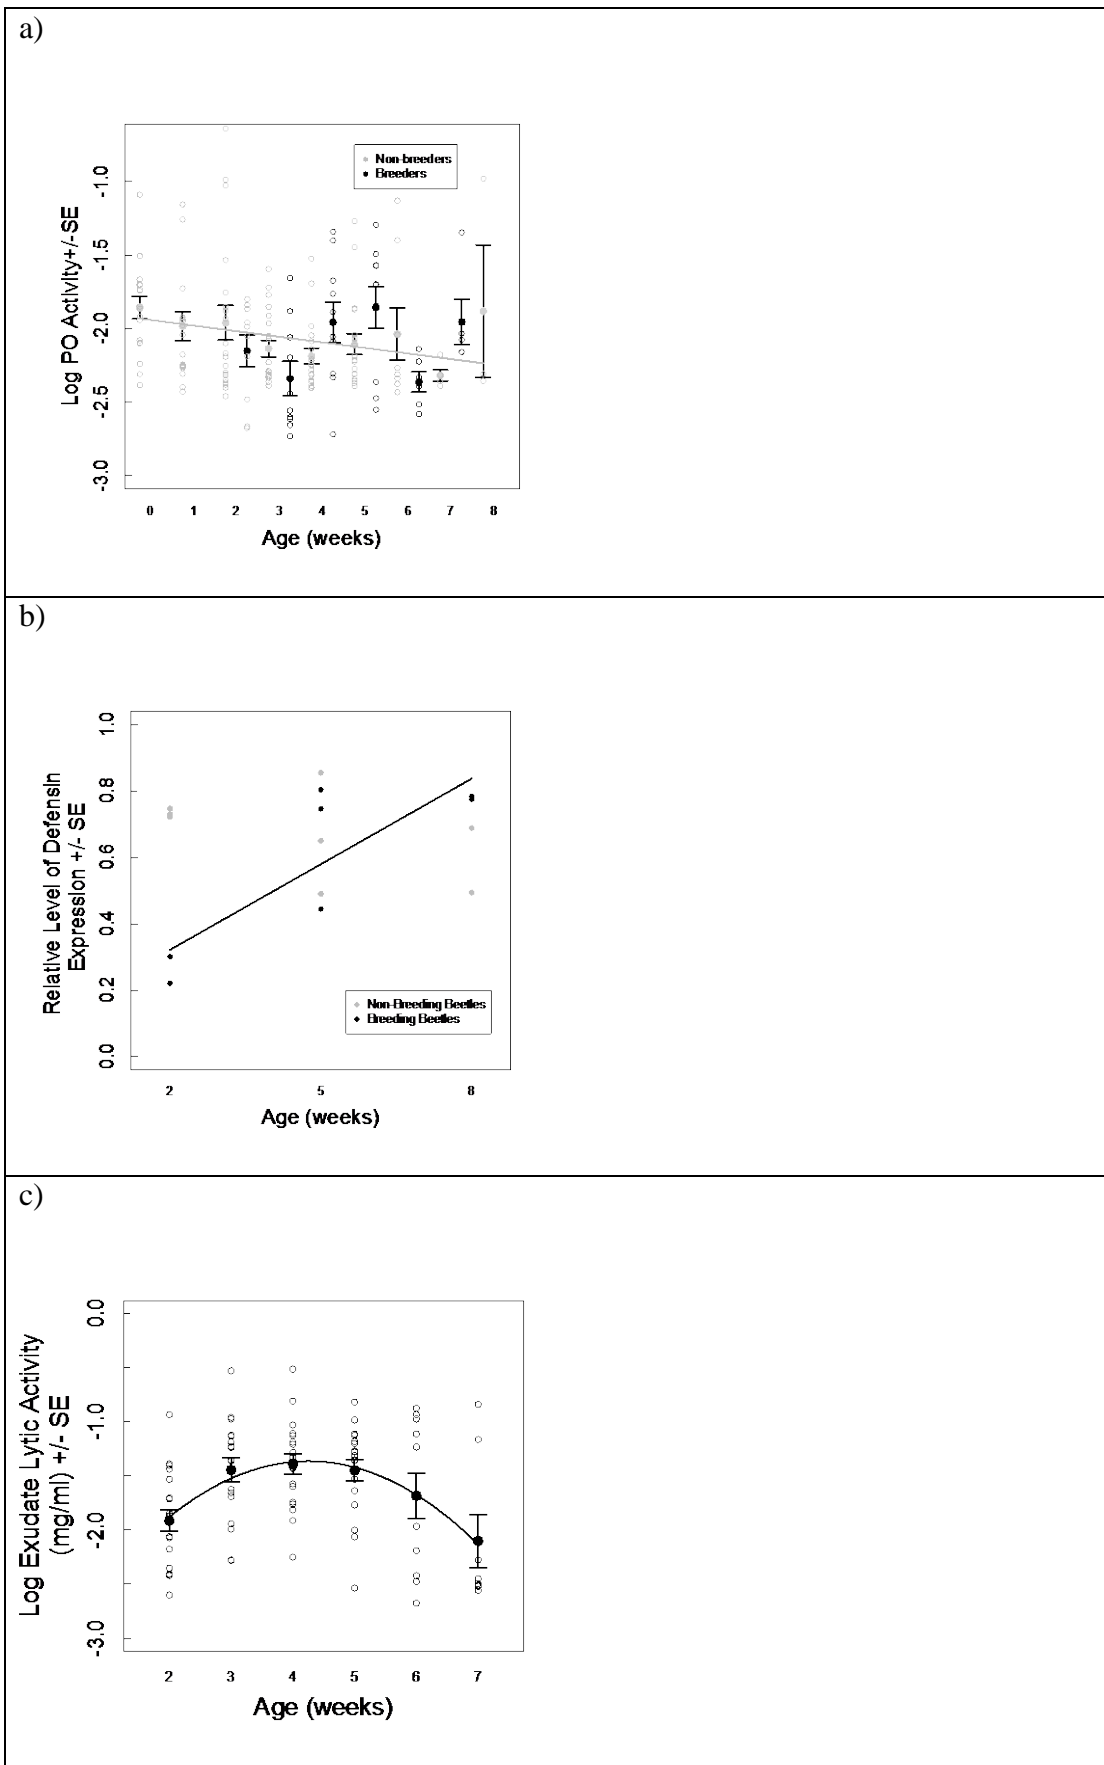 a)
Log PO Activity+/-SE
-1.0
-1.5
-2.0
-2.5
-3.0
Non-breeders
Breeders
0 1 2 3 4 5 6 7 8
Age (weeks)
b)
Relative Level of Defensin
Expression +/- SE
1.0
0.8
0.6
0.4
0.2
0.0
Non-Breeding Beetles
Breeding Beetles
2 5 8
Age (weeks)
c)
Log Exudate Lytic Activity
(mg/ml) +/- SE
0.0
-1.0
-2.0
-3.0
2 3 4 5 6 7
Age (weeks)